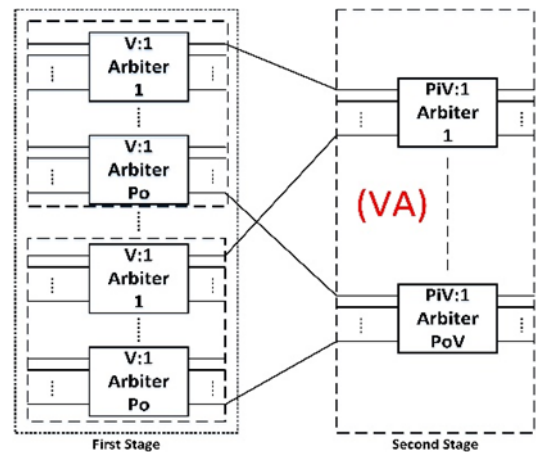 V:1
Arbiter
1
V:1
Arbiter
Po
V:1
Arbiter
1
V:1
Arbiter
Po
First Stage
PiV:1
Arbiter
1
(VA)
PiV:1
Arbiter
PoV
Second Stage